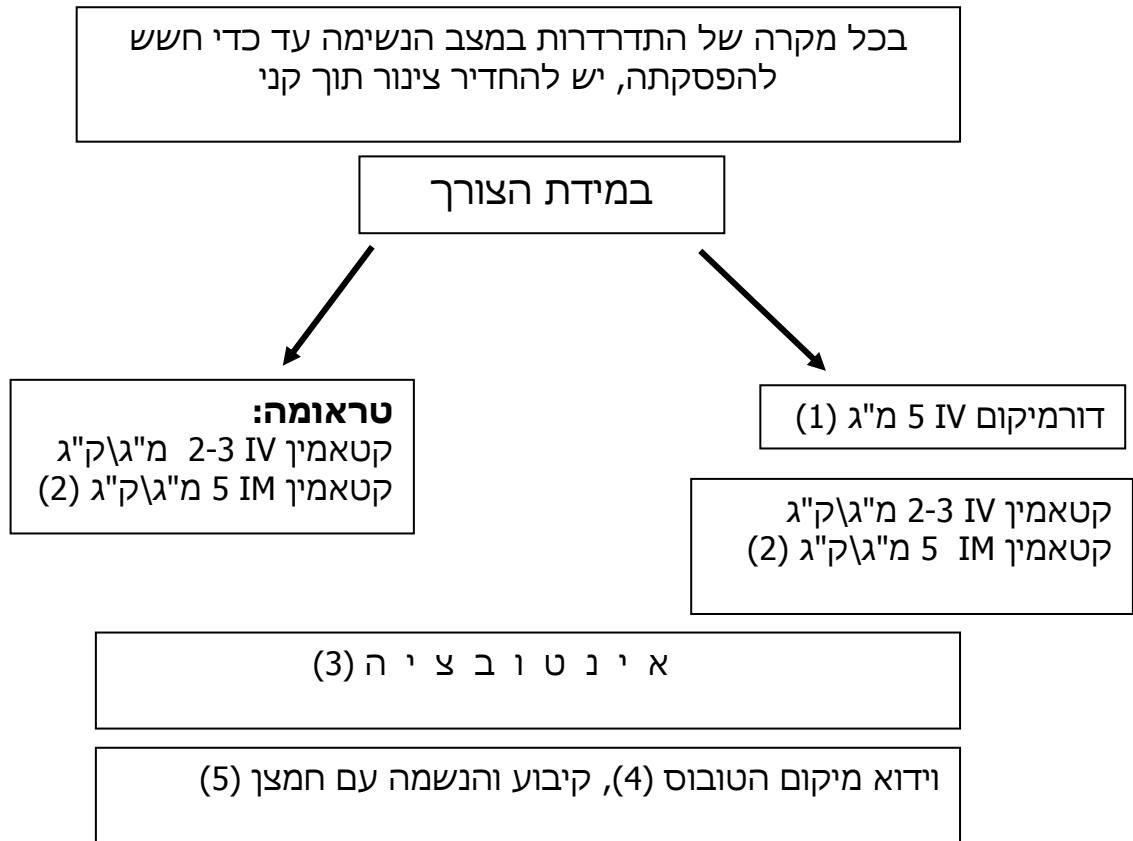 בכל מקרה של התדרדרות במצב הנשימה עד כדי חשש
להפסקתה, יש להחדיר צינור תוך קני
במידת הצורך
דורמיקום IV 5 מ"ג (1)
קטאמין IV 2-3 מ"ג\ק"ג
קטאמין IM 5 מ"ג\ק"ג (2)
טראומה:
קטאמין IV 2-3 מ"ג\ק"ג
קטאמין IM 5 מ"ג\ק"ג (2)
א י נ ט ו ב צ י ה (3)
וידוא מיקום הטובוס (4), קיבוע והנשמה עם חמצן (5)